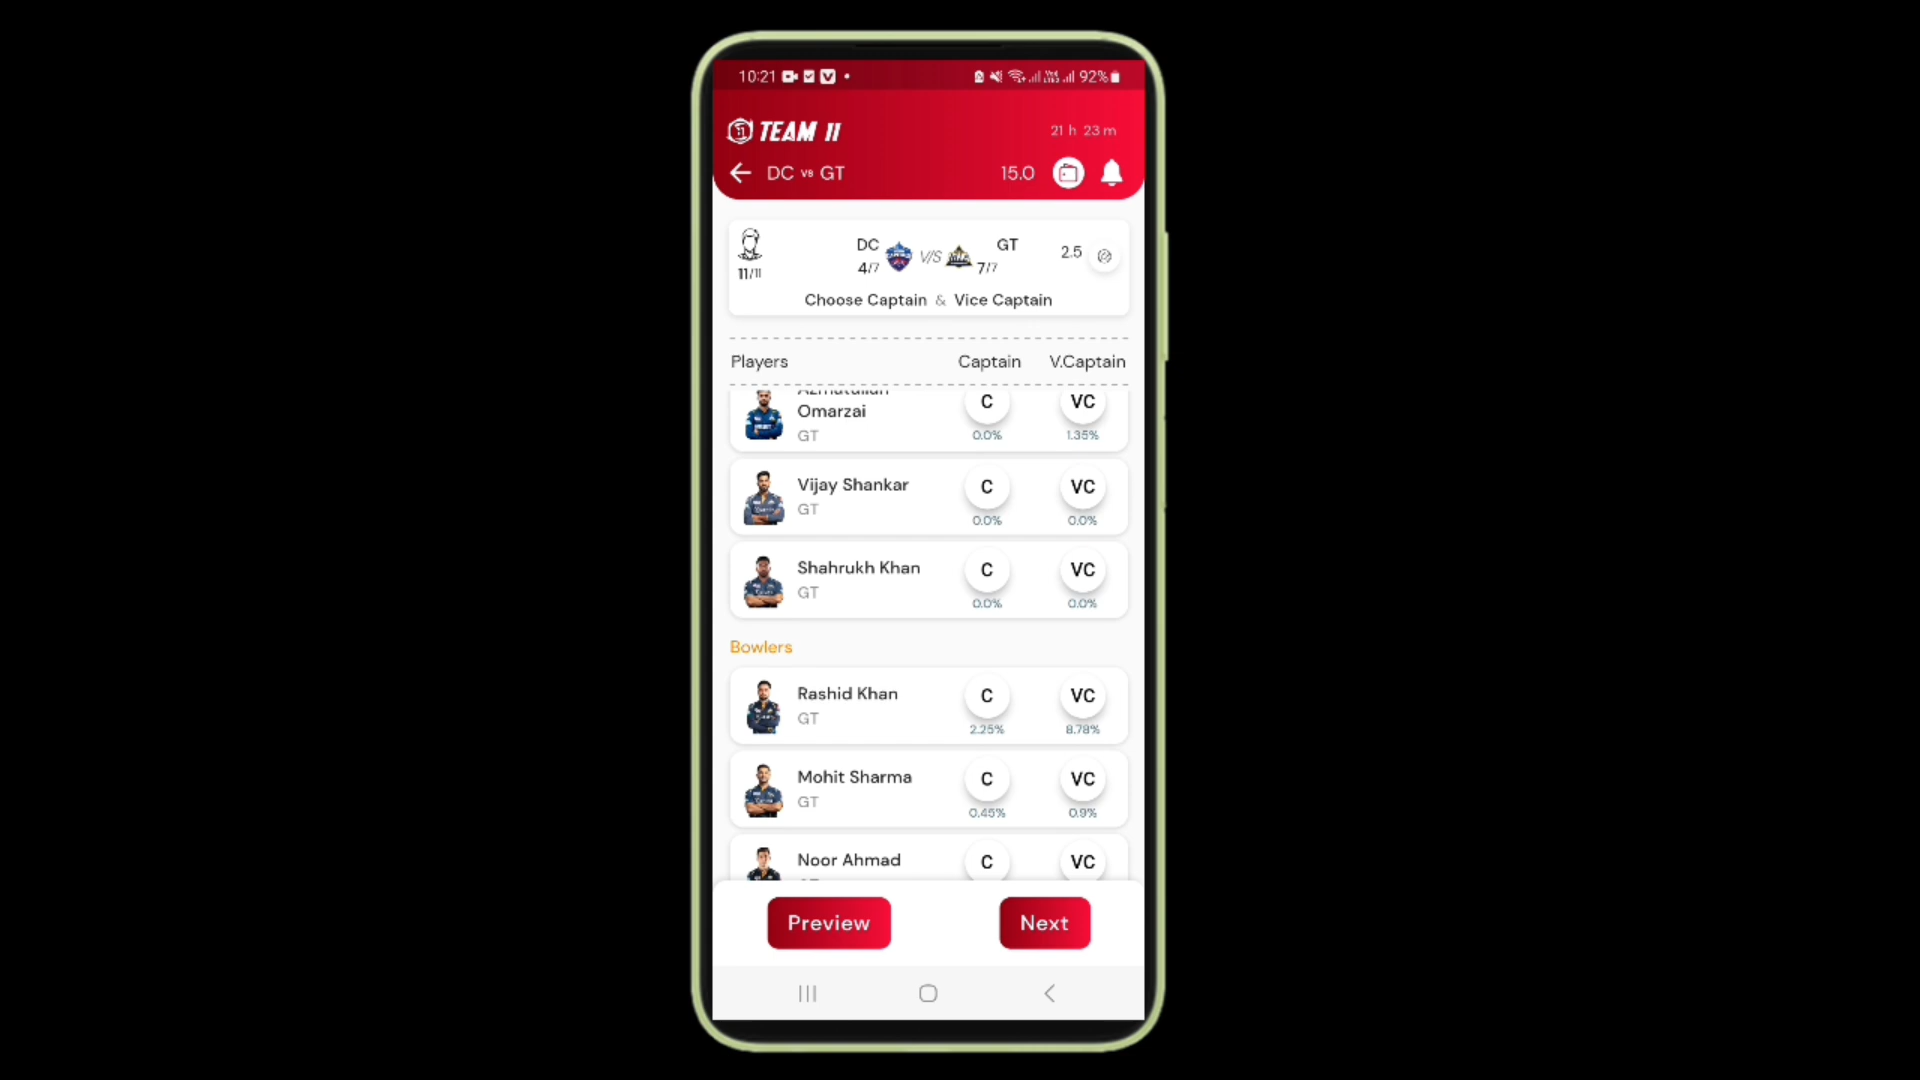 10:21 92%
TEAM 11 21 h 23 m
DC vs GT 15.0
DC V/S GT 2.5
11/11 4/7 7/7
Choose Captain & Vice Captain
Players Captain V.Captain
Omarzai C VC
GT 0.0% 1.35%
Vijay Shankar C VC
GT 0.0% 0.0%
Shahrukh Khan C VC
GT 0.0% 0.0%
Bowlers
Rashid Khan C VC
GT 2.25% 8.78%
Mohit Sharma C VC
GT 0.45% 0.9%
Noor Ahmad C VC
Preview Next